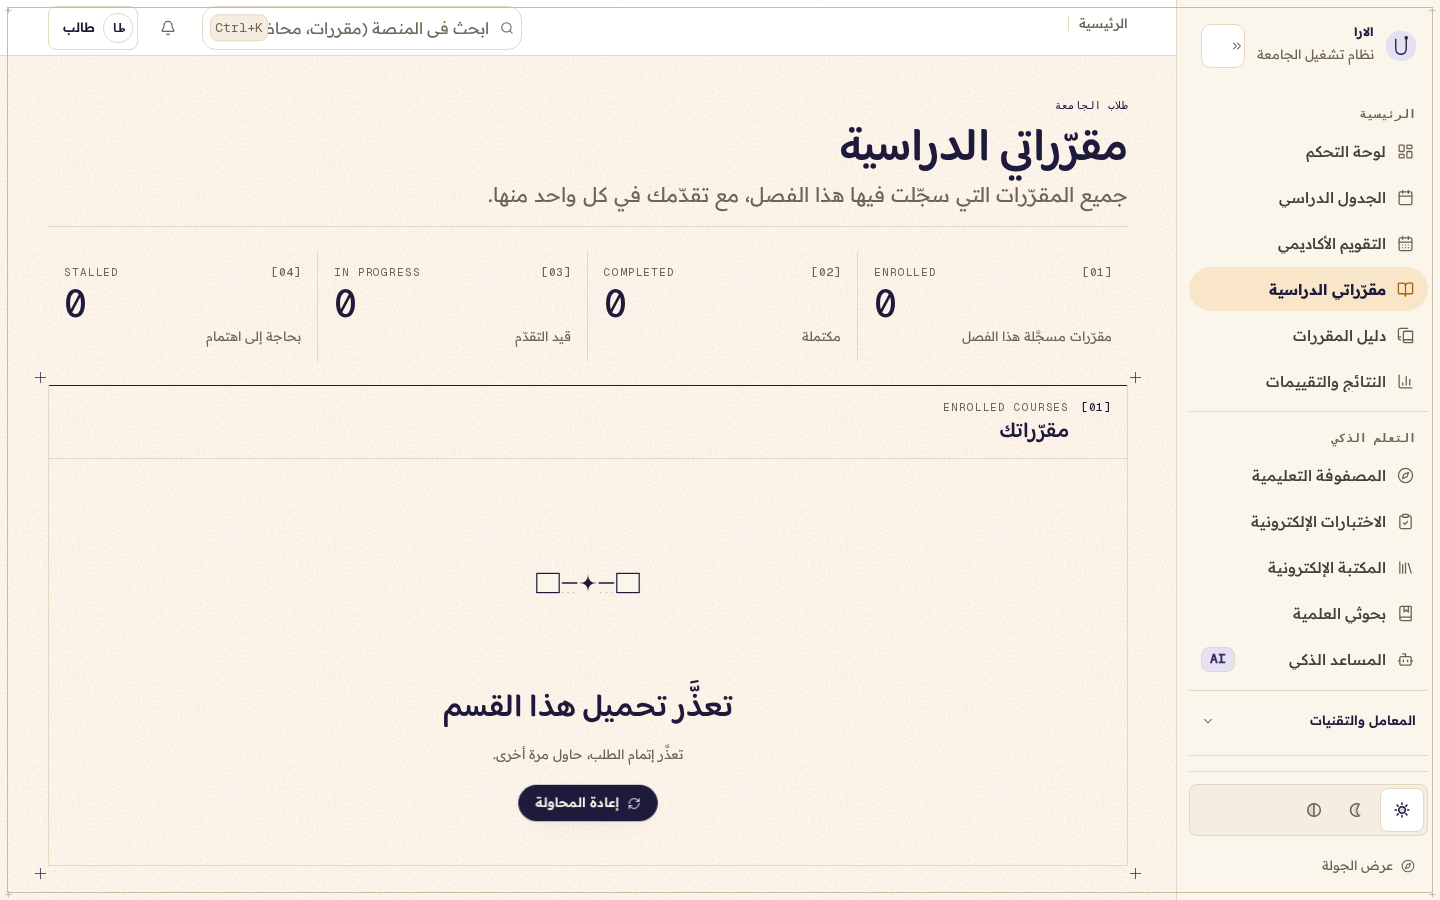 الارا
نظام تشغيل الجامعة
الرئيسية
لوحة التحكم
الجدول الدراسي
التقويم الأكاديمي
مقرّراتي الدراسية
دليل المقررات
النتائج والتقييمات
التعلم الذكي
المصفوفة التعليمية
الاختبارات الإلكترونية
المكتبة الإلكترونية
بحوثي العلمية
المساعد الذكي
AI
المعامل والتقنيات
عرض الجولة
الرئيسية
ابحث في المنصة (مقررات، محاض
Ctrl+K
طا
طالب
طلاب الجامعة
مقرّراتي الدراسية
جميع المقرّرات التي سجّلت فيها هذا الفصل، مع تقدّمك في كل واحد منها.
[01]
ENROLLED
0
مقرّرات مسجَّلة هذا الفصل
[02]
COMPLETED
0
مكتملة
[03]
IN PROGRESS
0
قيد التقدّم
[04]
STALLED
0
بحاجة إلى اهتمام
[01]
ENROLLED COURSES
مقرّراتك
تعذَّر تحميل هذا القسم
تعذَّر إتمام الطلب، حاول مرة أخرى.
إعادة المحاولة